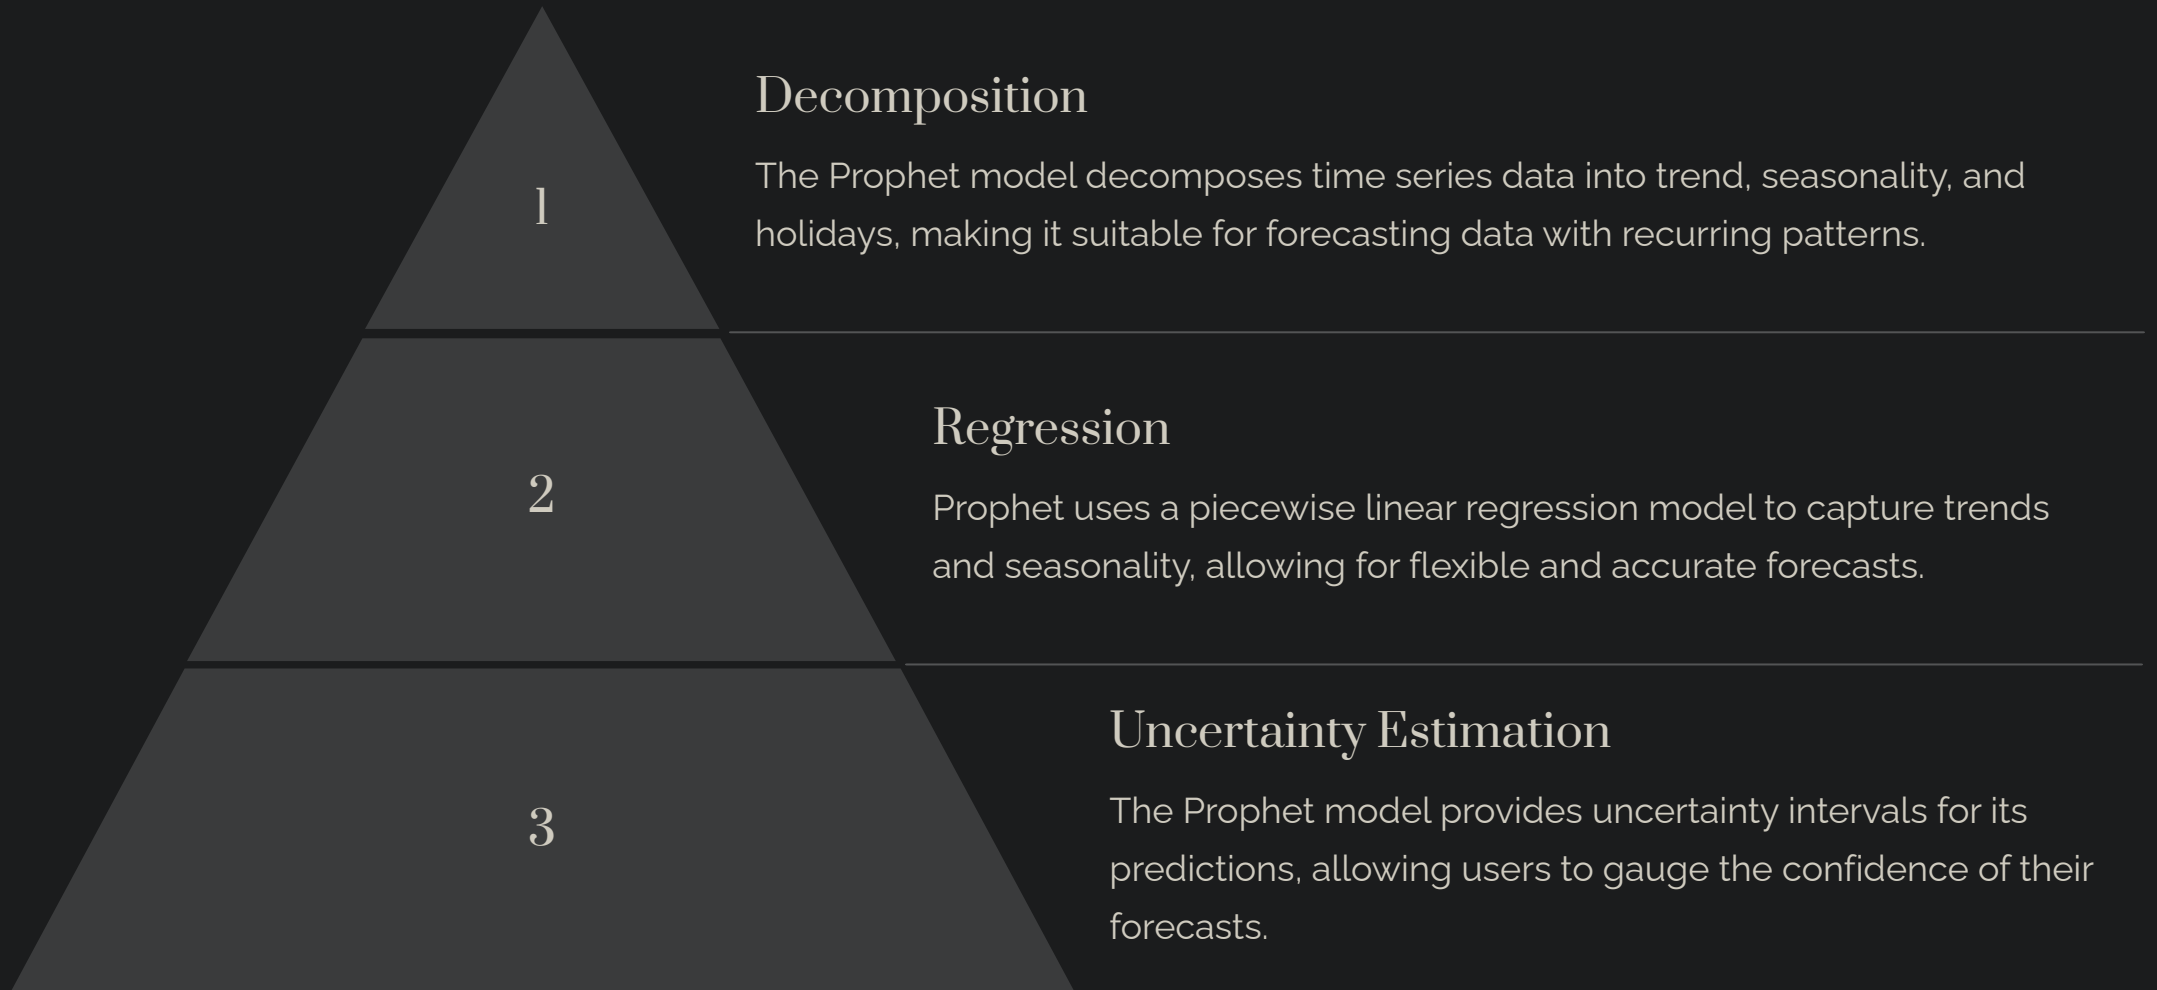 1
Decomposition
The Prophet model decomposes time series data into trend, seasonality, and
holidays, making it suitable for forecasting data with recurring patterns.
2
Regression
Prophet uses a piecewise linear regression model to capture trends
and seasonality, allowing for flexible and accurate forecasts.
3
Uncertainty Estimation
The Prophet model provides uncertainty intervals for its
predictions, allowing users to gauge the confidence of their
forecasts.